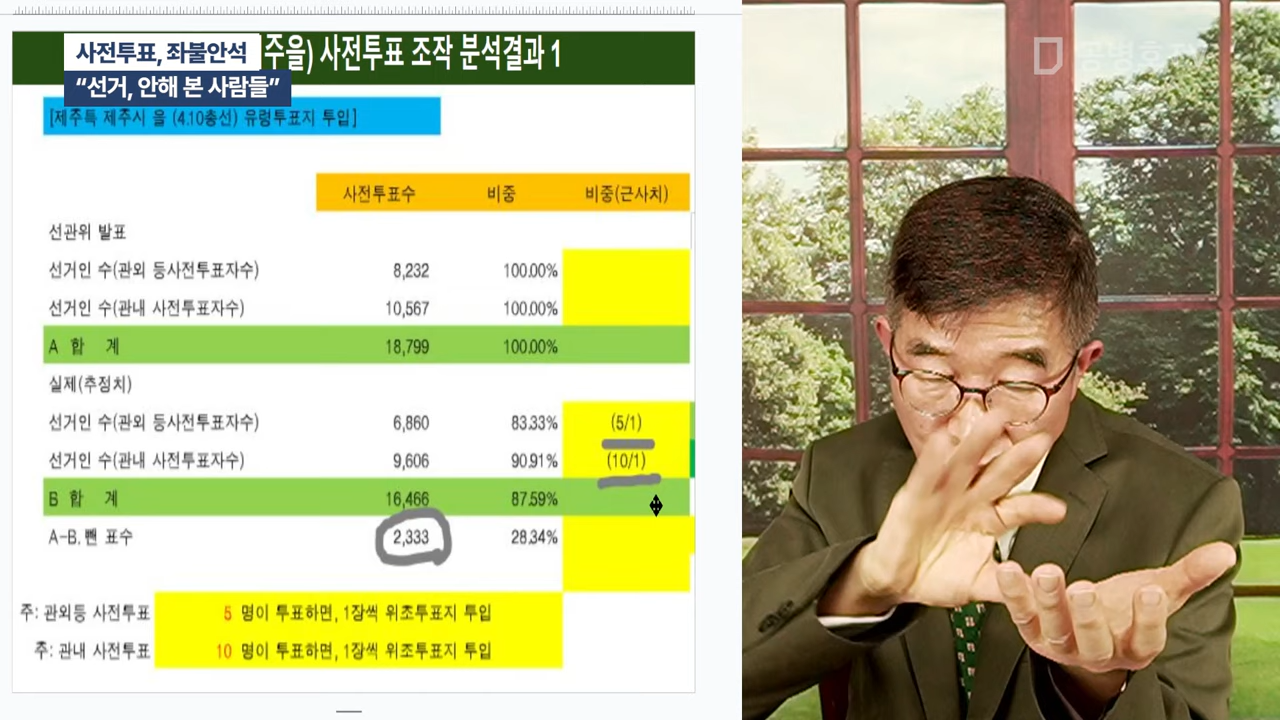 사전투표, 좌불안석
“선거, 안해 본 사람들”
주을) 사전투표 조작 분석결과 1
[제주특 제주시 을 (4.10총선) 유령투표지 투입]
사전투표수 비중 비중(근사치)
선관위 발표
선거인 수(관외 등사전투표자수) 8,232 100.00%
선거인 수(관내 사전투표자수) 10,567 100.00%
A 합 계 18,799 100.00%
실제(추정치)
선거인 수(관외 등사전투표자수) 6,860 83.33% (5/1)
선거인 수(관내 사전투표자수) 9,606 90.91% (10/1)
B 합 계 16,466 87.59%
A-B.뺀 표수 2,333 28.34%
주: 관외등 사전투표 5 명이 투표하면, 1장씩 위조투표지 투입
주: 관내 사전투표 10 명이 투표하면, 1장씩 위조투표지 투입
공병호